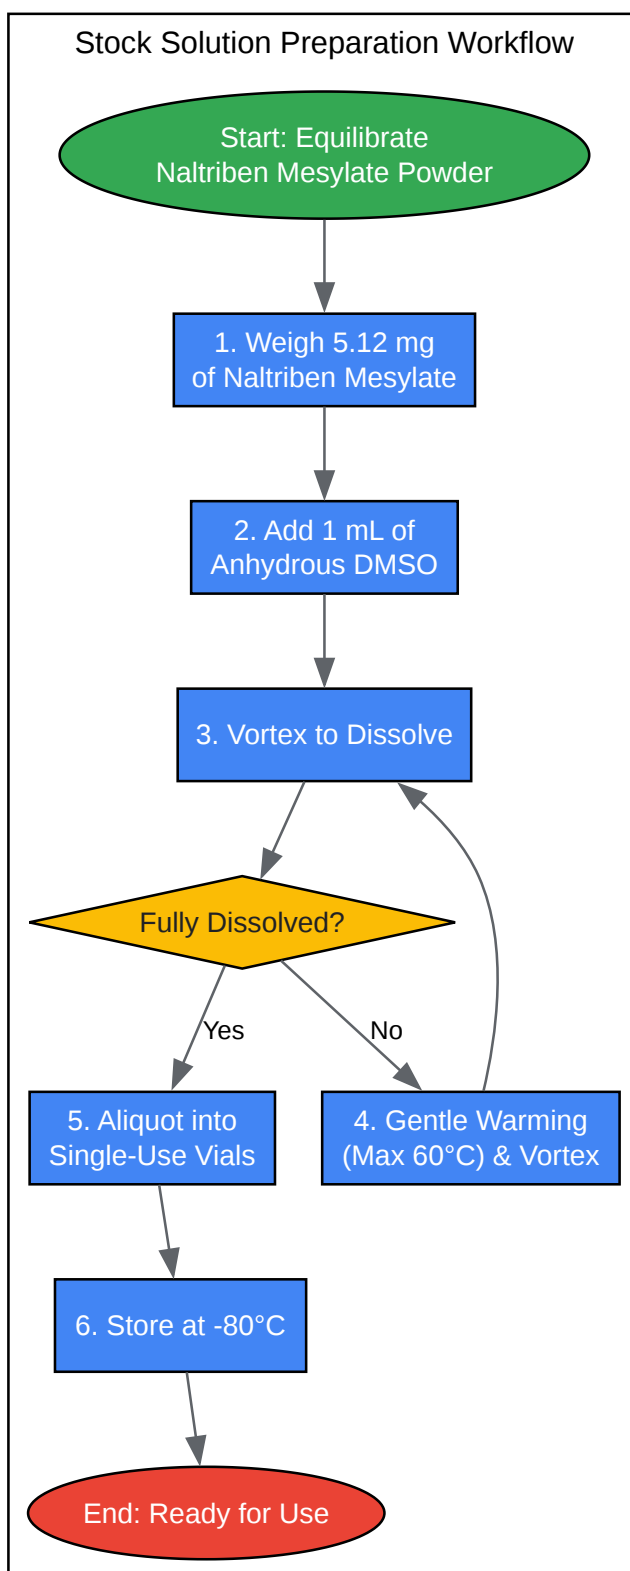 Stock Solution Preparation Workflow
Start: Equilibrate
Naltriben Mesylate Powder
1. Weigh 5.12 mg
of Naltriben Mesylate
2. Add 1 mL of
Anhydrous DMSO
3. Vortex to Dissolve
Fully Dissolved?
Yes
No
5. Aliquot into
Single-Use Vials
4. Gentle Warming
(Max 60°C) & Vortex
6. Store at -80°C
End: Ready for Use